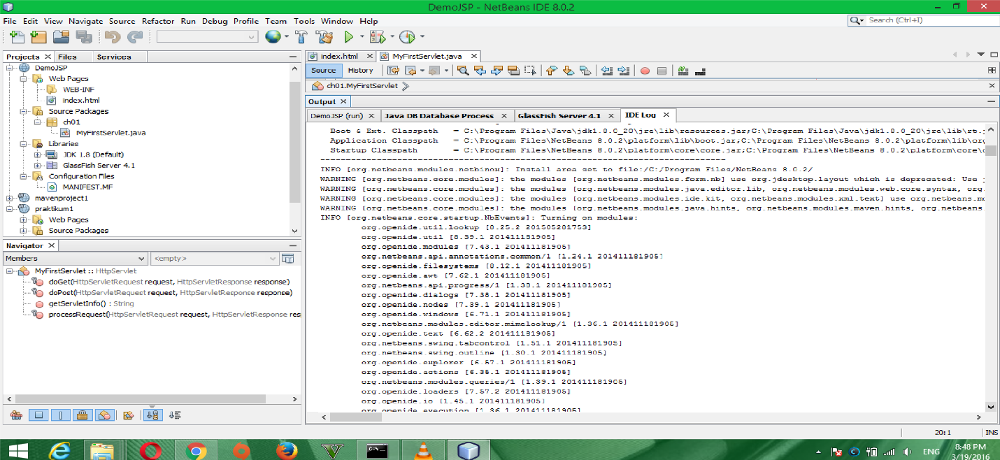 DemoJSP - NetBeans IDE 8.0.2
File Edit View Navigate Source Refactor Run Debug Profile Team Tools Window Help
Search (Ctrl+I)
Projects Files Services
DemoJSP
Web Pages
WEB-INF
index.html
Source Packages
ch01
MyFirstServlet.java
Libraries
JDK 1.8 (Default)
GlassFish Server 4.1
Configuration Files
MANIFEST.MF
mavenproject1
praktikum1
Web Pages
Source Packages
Navigator
Members <empty>
MyFirstServlet :: HttpServlet
doGet(HttpServletRequest request, HttpServletResponse response)
doPost(HttpServletRequest request, HttpServletResponse response)
getServletInfo() : String
processRequest(HttpServletRequest request, HttpServletResponse res
index.html MyFirstServlet.java
Source History
ch01.MyFirstServlet
Output
DemoJSP (run) Java DB Database Process GlassFish Server 4.1 IDE Log
Boot & Ext. Classpath = C:\Program Files\Java\jdk1.8.0_20\jre\lib\resources.jar;C:\Program Files\Java\jdk1.8.0_20\jre\lib\rt.j
Application Classpath = C:\Program Files\NetBeans 8.0.2\platform\lib\boot.jar;C:\Program Files\NetBeans 8.0.2\platform\lib\or
Startup Classpath = C:\Program Files\NetBeans 8.0.2\platform\core\core.jar;C:\Program Files\NetBeans 8.0.2\platform\core\
-------------------------------------------------------------------------------
INFO [org.netbeans.modules.netbinox]: Install area set to file:/C:/Program Files/NetBeans 8.0.2/
WARNING [org.netbeans.core.modules]: the modules [org.netbeans.modules.form.nb] use org.jdesktop.layout which is deprecated: Use j
WARNING [org.netbeans.core.modules]: the modules [org.netbeans.modules.java.editor.lib, org.netbeans.modules.web.core.syntax, org.
WARNING [org.netbeans.core.modules]: the modules [org.netbeans.modules.ide.kit, org.netbeans.modules.xml.text] use org.netbeans.mo
WARNING [org.netbeans.core.modules]: the modules [org.netbeans.modules.java.hints, org.netbeans.modules.maven.hints, org.netbeans.
INFO [org.netbeans.core.startup.NbEvents]: Turning on modules:
org.openide.util.lookup [8.25.2 201505281753]
org.openide.util [8.39.1 201411181905]
org.openide.modules [7.43.1 201411181905]
org.netbeans.api.annotations.common/1 [1.24.1 201411181905]
org.openide.filesystems [8.12.1 201411181905]
org.openide.awt [7.62.1 201411181905]
org.netbeans.api.progress/1 [1.38.1 201411181905]
org.openide.dialogs [7.38.1 201411181905]
org.openide.nodes [7.39.1 201411181905]
org.openide.windows [6.71.1 201411181905]
org.netbeans.modules.editor.mimelookup/1 [1.36.1 201411181905]
org.openide.text [6.62.2 201411181905]
org.netbeans.swing.tabcontrol [1.51.1 201411181905]
org.netbeans.swing.outline [1.30.1 201411181905]
org.openide.explorer [6.57.1 201411181905]
org.openide.actions [6.35.1 201411181905]
org.netbeans.modules.queries/1 [1.39.1 201411181905]
org.openide.loaders [7.57.2 201411181905]
org.openide.io [1.45.1 201411181905]
org.openide.execution [1.36.1 201411181905]
20:1 INS
ENG
8:48 PM
3/19/2016